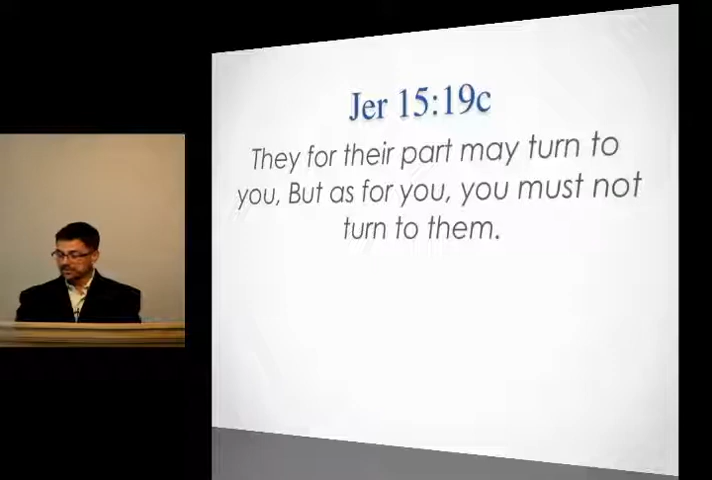 Jer 15:19c
They for their part may turn to
you, But as for you, you must not
turn to them.